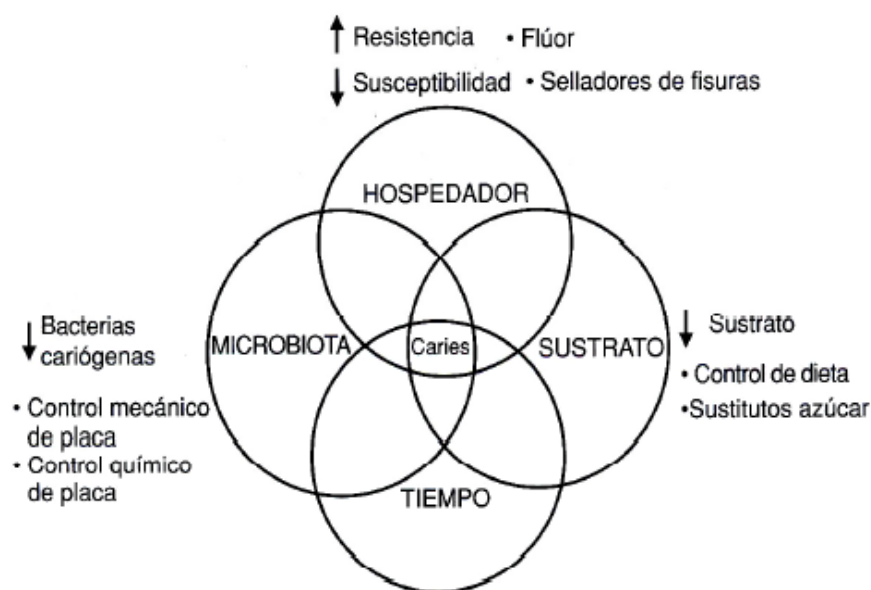 ↑ Resistencia • Flúor
↓ Susceptibilidad • Selladores de fisuras
HOSPEDADOR
↓ Bacterias
cariógenas
• Control mecánico
de placa
• Control químico
de placa
MICROBIOTA
Caries
SUSTRATO
↓ Sustrato
• Control de dieta
•Sustitutos azúcar
TIEMPO